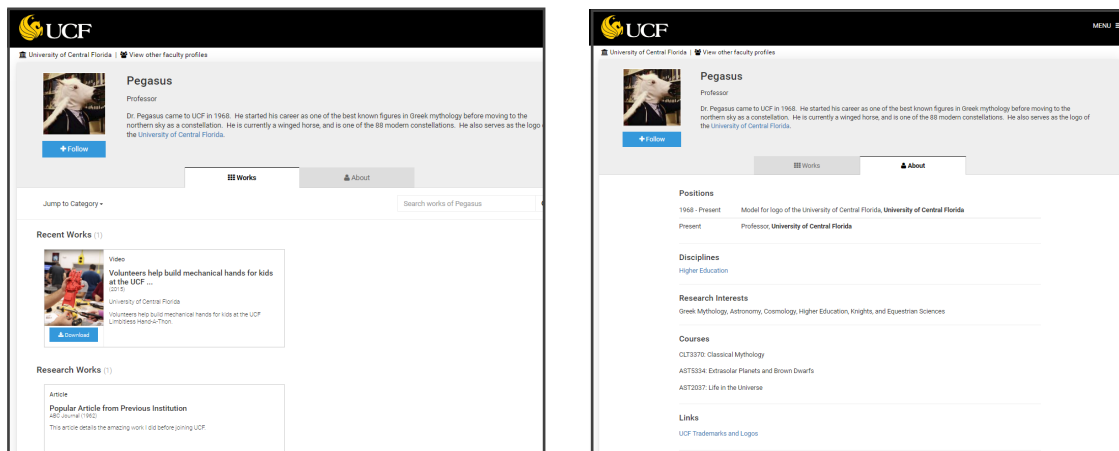 UCF
University of Central Florida | View other faculty profiles
Pegasus
Professor
Dr. Pegasus came to UCF in 1968. He started his career as one of the best known figures in Greek mythology before moving to the
northern sky as a constellation. He is currently a winged horse, and is one of the 88 modern constellations. He also serves as the logo
the University of Central Florida.
+ Follow
Works
About
Jump to Category
Search works of Pegasus
Recent Works (1)
Video
Volunteers help build mechanical hands for kids
at the UCF ...
(2015)
University of Central Florida
Volunteers help build mechanical hands for kids at the UCF
Limbitless Hand-A-Thon.
Download
Research Works (1)
Article
Popular Article from Previous Institution
ABC Journal (1962)
This article details the amazing work I did before joining UCF.
UCF
MENU
University of Central Florida | View other faculty profiles
Pegasus
Professor
Dr. Pegasus came to UCF in 1968. He started his career as one of the best known figures in Greek mythology before moving to the
northern sky as a constellation. He is currently a winged horse, and is one of the 88 modern constellations. He also serves as the logo of
the University of Central Florida.
+ Follow
Works
About
Positions
1968 - Present Model for logo of the University of Central Florida, University of Central Florida
Present Professor, University of Central Florida
Disciplines
Higher Education
Research Interests
Greek Mythology, Astronomy, Cosmology, Higher Education, Knights, and Equestrian Sciences
Courses
CLT3370: Classical Mythology
AST5334: Extrasolar Planets and Brown Dwarfs
AST2037: Life in the Universe
Links
UCF Trademarks and Logos